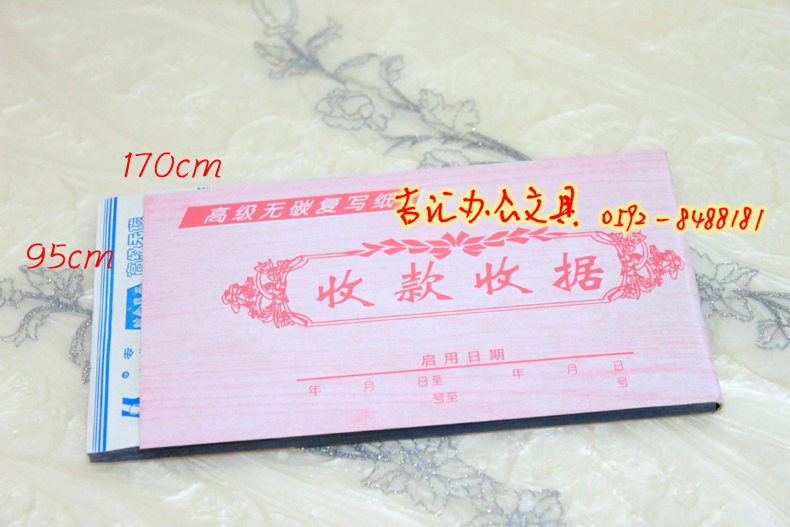 170cm
95cm
高级无碳复写纸
吉汇办公文具 0592-8488181
收款收据
启用日期
年 月 日至 年 月 日
号至 号